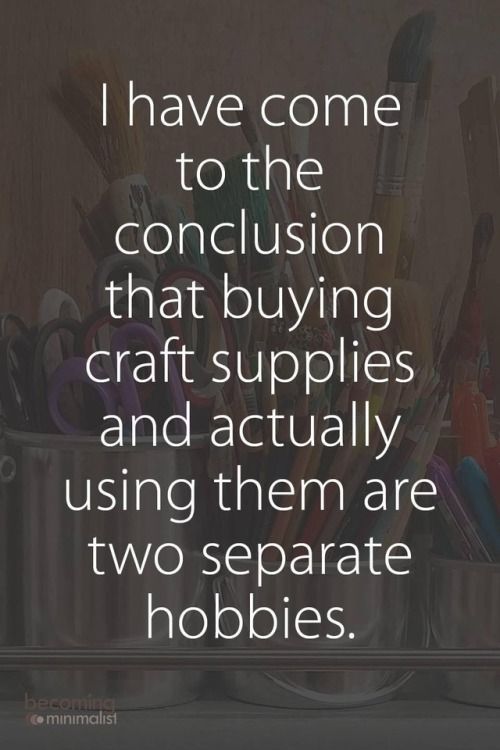 I have come
to the
conclusion
that buying
craft supplies
and actually
using them are
two separate
hobbies.
becoming
minimalist